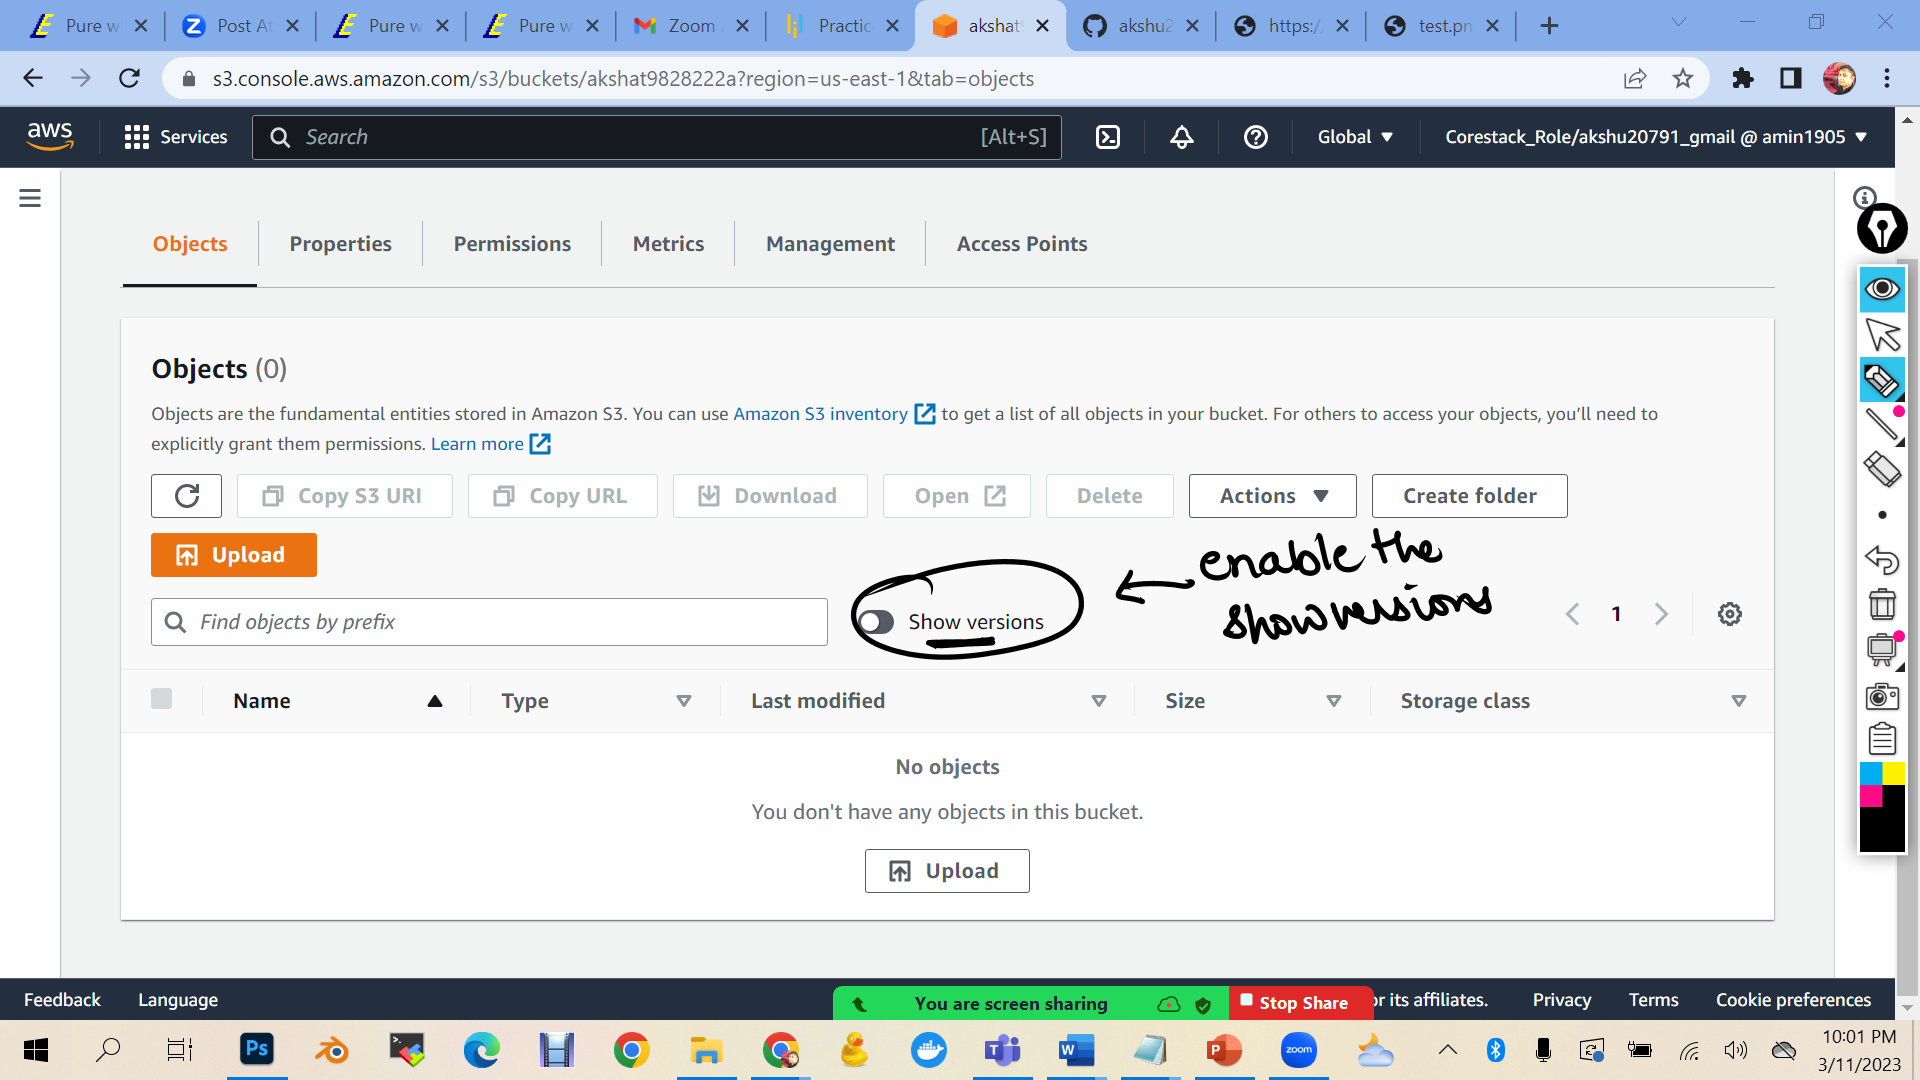 Pure w
Post At
Pure w
Pure w
Zoom
Practic
akshat9
akshu2
https:/
test.pn
s3.console.aws.amazon.com/s3/buckets/akshat9828222a?region=us-east-1&tab=objects
aws
Services
Search
[Alt+S]
Global
Corestack_Role/akshu20791_gmail @ amin1905
Objects
Properties
Permissions
Metrics
Management
Access Points
Objects (0)
Objects are the fundamental entities stored in Amazon S3. You can use Amazon S3 inventory to get a list of all objects in your bucket. For others to access your objects, you’ll need to
explicitly grant them permissions. Learn more
Copy S3 URI
Copy URL
Download
Open
Delete
Actions
Create folder
Upload
enable the
show versions
Find objects by prefix
Show versions
1
Name
Type
Last modified
Size
Storage class
No objects
You don't have any objects in this bucket.
Upload
Feedback
Language
You are screen sharing
Stop Share
or its affiliates.
Privacy
Terms
Cookie preferences
Ps
W
P
zoom
10:01 PM
3/11/2023